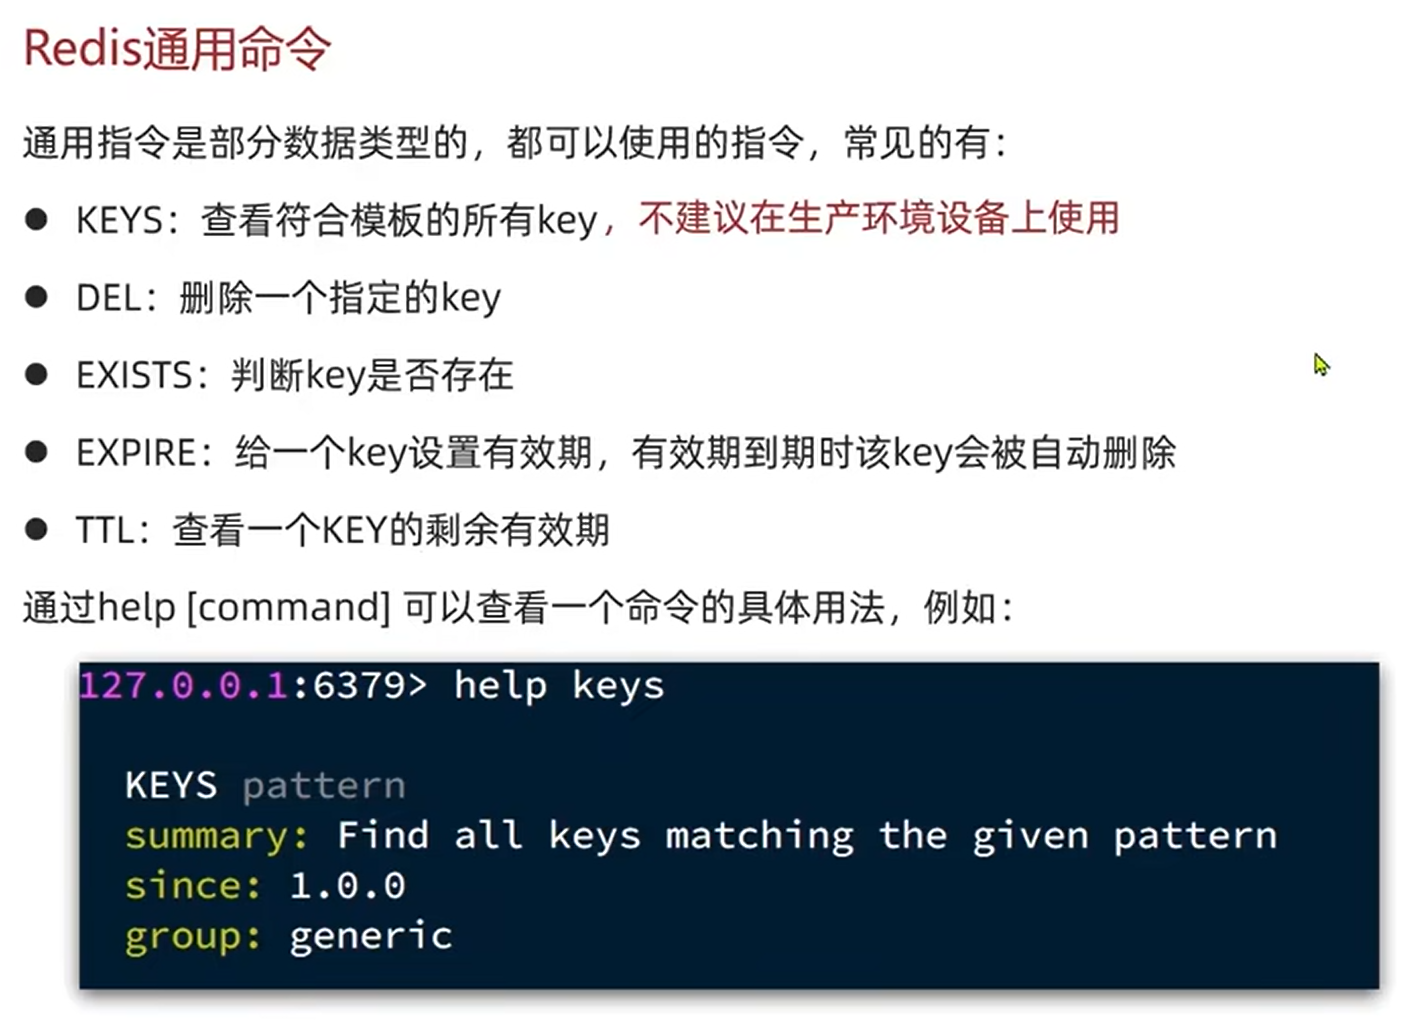 Redis通用命令
通用指令是部分数据类型的，都可以使用的指令，常见的有：
● KEYS：查看符合模板的所有key，不建议在生产环境设备上使用
● DEL：删除一个指定的key
● EXISTS：判断key是否存在
● EXPIRE：给一个key设置有效期，有效期到期时该key会被自动删除
● TTL：查看一个KEY的剩余有效期
通过help [command] 可以查看一个命令的具体用法，例如：
127.0.0.1:6379> help keys
KEYS pattern
summary: Find all keys matching the given pattern
since: 1.0.0
group: generic